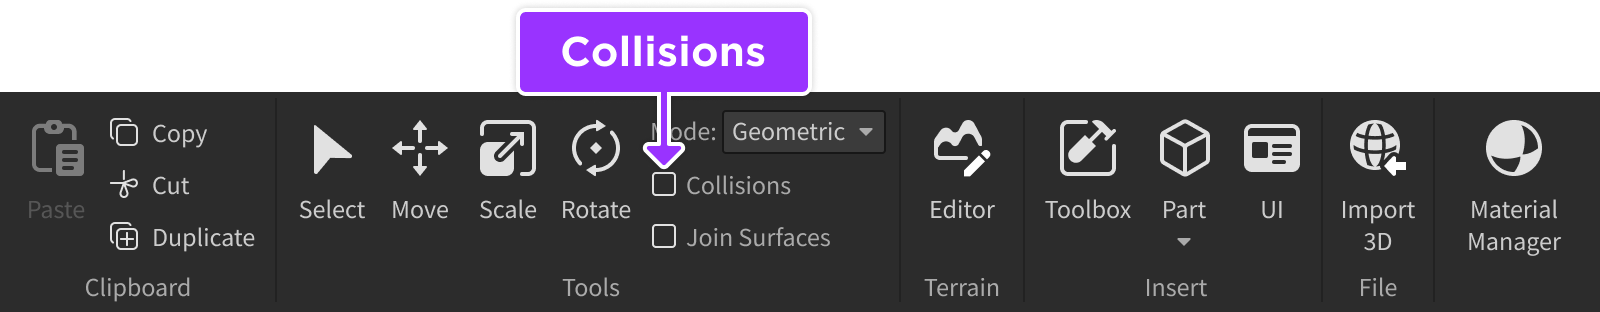 Collisions
Mode: Geometric
Copy
Collisions
Cut
Paste
Select
Move
Scale
Rotate
Editor
Toolbox
Part
UI
Import
3D
Material
Manager
Duplicate
Join Surfaces
Clipboard
Tools
Terrain
Insert
File